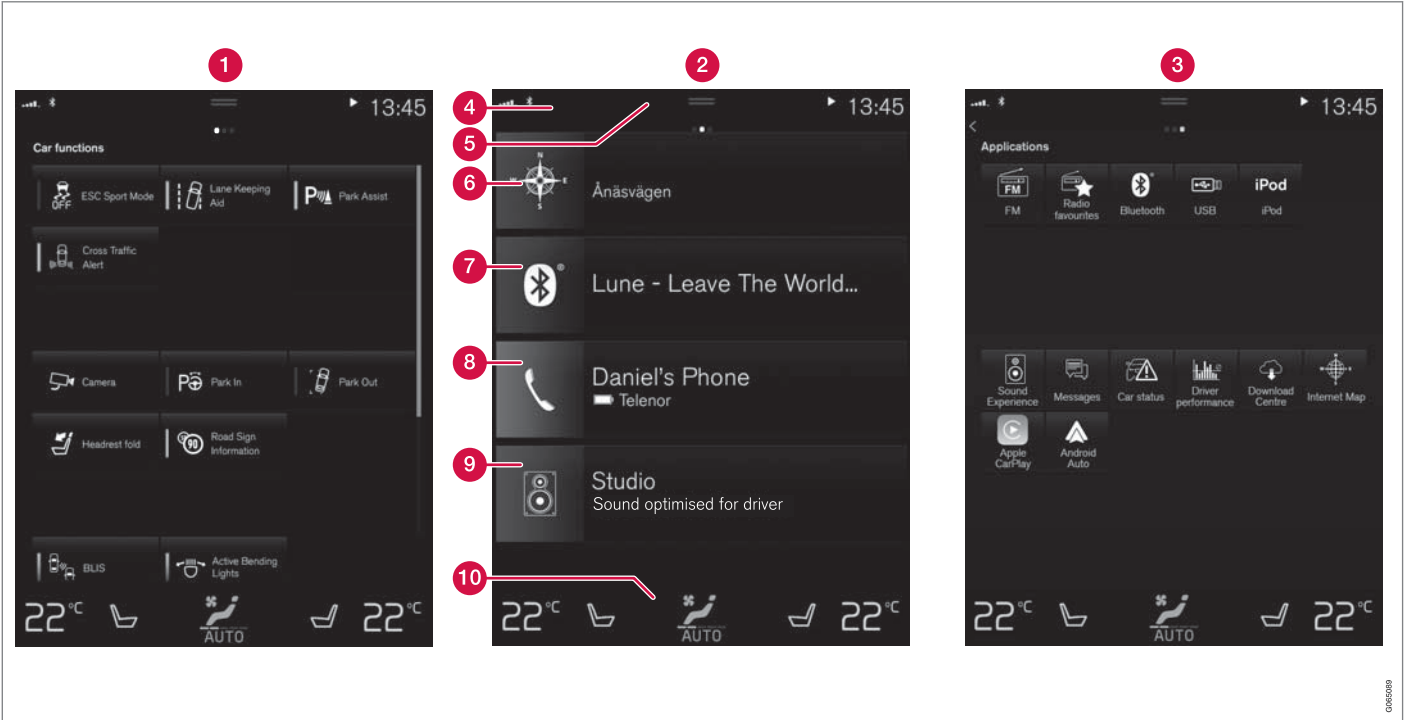 1
13:45
Car functions
OFF
ESC Sport Mode
Lane Keeping
Aid
P
Park Assist
Cross Traffic
Alert
Camera
P
Park In
Park Out
Headrest fold
90
Road Sign
Information
BLIS
Active Bending
Lights
22°C
AUTO
22°C
2
4
13:45
5
6
N
W
E
S
Ånäsvägen
7
Lune - Leave The World...
8
Daniel's Phone
Telenor
9
Studio
Sound optimised for driver
10
22°C
AUTO
22°C
3
13:45
Applications
FM
FM
Radio
favourites
Bluetooth
USB
iPod
iPod
Sound
Experience
Messages
Car status
Driver
performance
Download
Centre
Internet Map
Apple
CarPlay
Android
Auto
22°C
AUTO
22°C
G065089